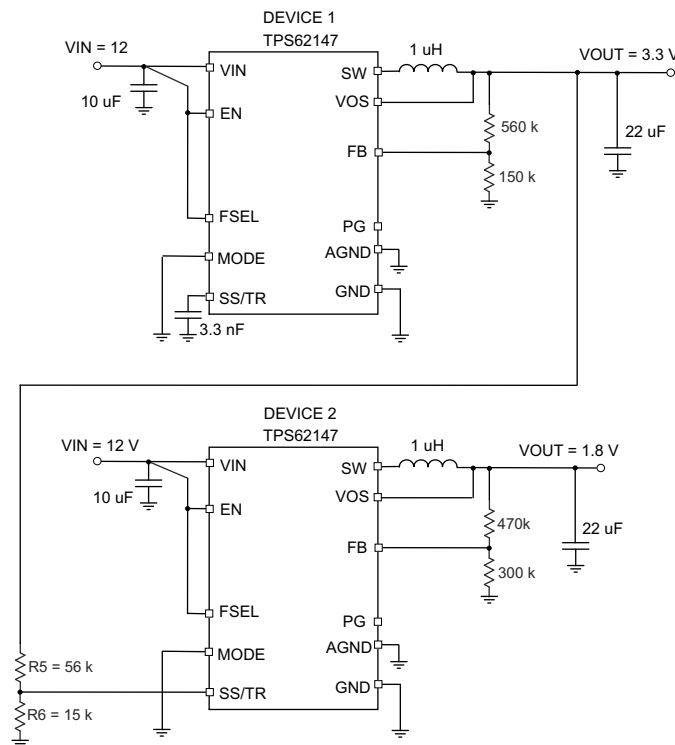 DEVICE 1
TPS62147
VIN = 12
1 uH
VOUT = 3.3 V
VIN
SW
VOS
10 uF
EN
560 k
22 uF
FB
150 k
FSEL
PG
AGND
MODE
GND
SS/TR
3.3 nF
DEVICE 2
TPS62147
VIN = 12 V
1 uH
VOUT = 1.8 V
VIN
SW
VOS
10 uF
EN
470k
22 uF
FB
300 k
FSEL
PG
AGND
MODE
R5 = 56 k
GND
SS/TR
R6 = 15 k